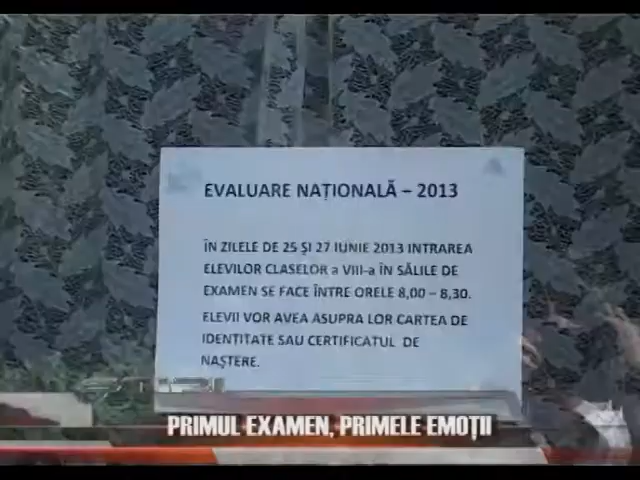 EVALUARE NAȚIONALĂ – 2013
ÎN ZILELE DE 25 ȘI 27 IUNIE 2013 INTRAREA
ELEVILOR CLASELOR a VIII-a ÎN SĂLILE DE
EXAMEN SE FACE ÎNTRE ORELE 8,00 – 8,30.
ELEVII VOR AVEA ASUPRA LOR CARTEA DE
IDENTITATE SAU CERTIFICATUL DE
NAȘTERE.
PRIMUL EXAMEN, PRIMELE EMOȚII